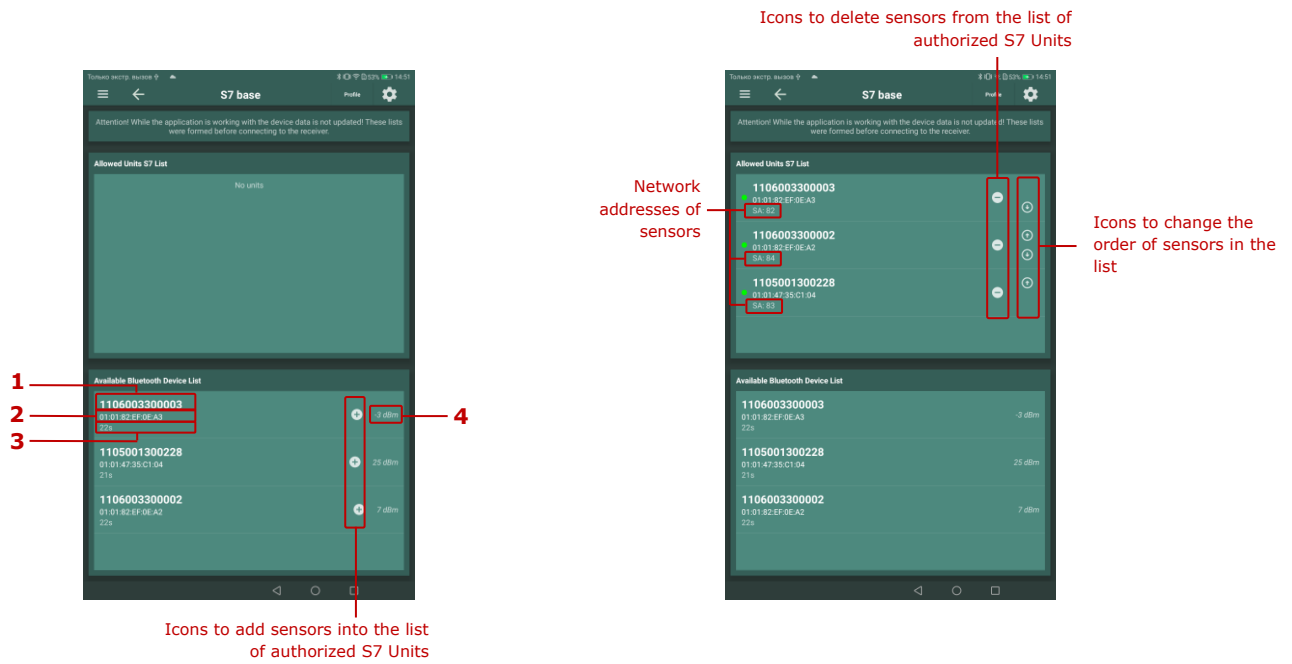 Icons to delete sensors from the list of
authorized S7 Units
Только экстр. вызов
53% 14:51
S7 base
Profile
Attention! While the application is working with the device data is not updated! These lists
were formed before connecting to the receiver.
Allowed Units S7 List
No units
Available Bluetooth Device List
1
1106003300003
2
01:01:82:EF:0E:A3
-3 dBm
4
3
22s
1105001300228
01:01:47:35:C1:04
25 dBm
21s
1106003300002
01:01:82:EF:0E:A2
7 dBm
22s
Icons to add sensors into the list
of authorized S7 Units
Только экстр. вызов
53% 14:51
S7 base
Profile
Attention! While the application is working with the device data is not updated! These lists
were formed before connecting to the receiver.
Allowed Units S7 List
Network
addresses of
sensors
1106003300003
01:01:82:EF:0E:A3
SA: 82
1106003300002
01:01:82:EF:0E:A2
SA: 84
1105001300228
01:01:47:35:C1:04
SA: 83
Icons to change the
order of sensors in the
list
Available Bluetooth Device List
1106003300003
01:01:82:EF:0E:A3
-3 dBm
22s
1105001300228
01:01:47:35:C1:04
25 dBm
21s
1106003300002
01:01:82:EF:0E:A2
7 dBm
22s